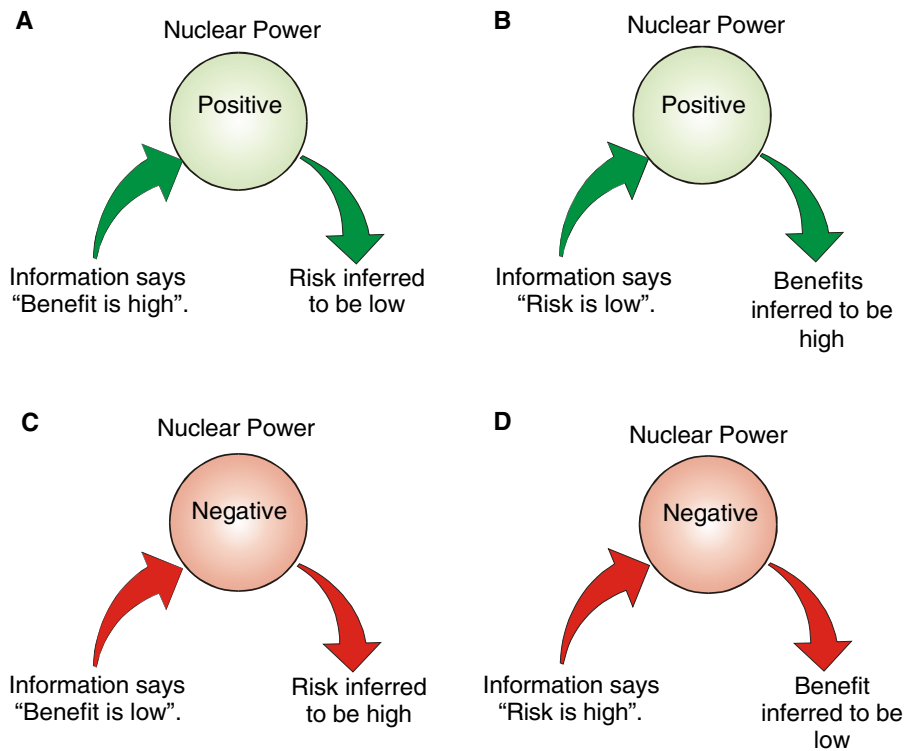 A
Nuclear Power
Positive
Information says
“Benefit is high”.
Risk inferred
to be low
B
Nuclear Power
Positive
Information says
“Risk is low”.
Benefits
inferred to be
high
C
Nuclear Power
Negative
Information says
“Benefit is low”.
Risk inferred
to be high
D
Nuclear Power
Negative
Information says
“Risk is high”.
Benefit
inferred to be
low